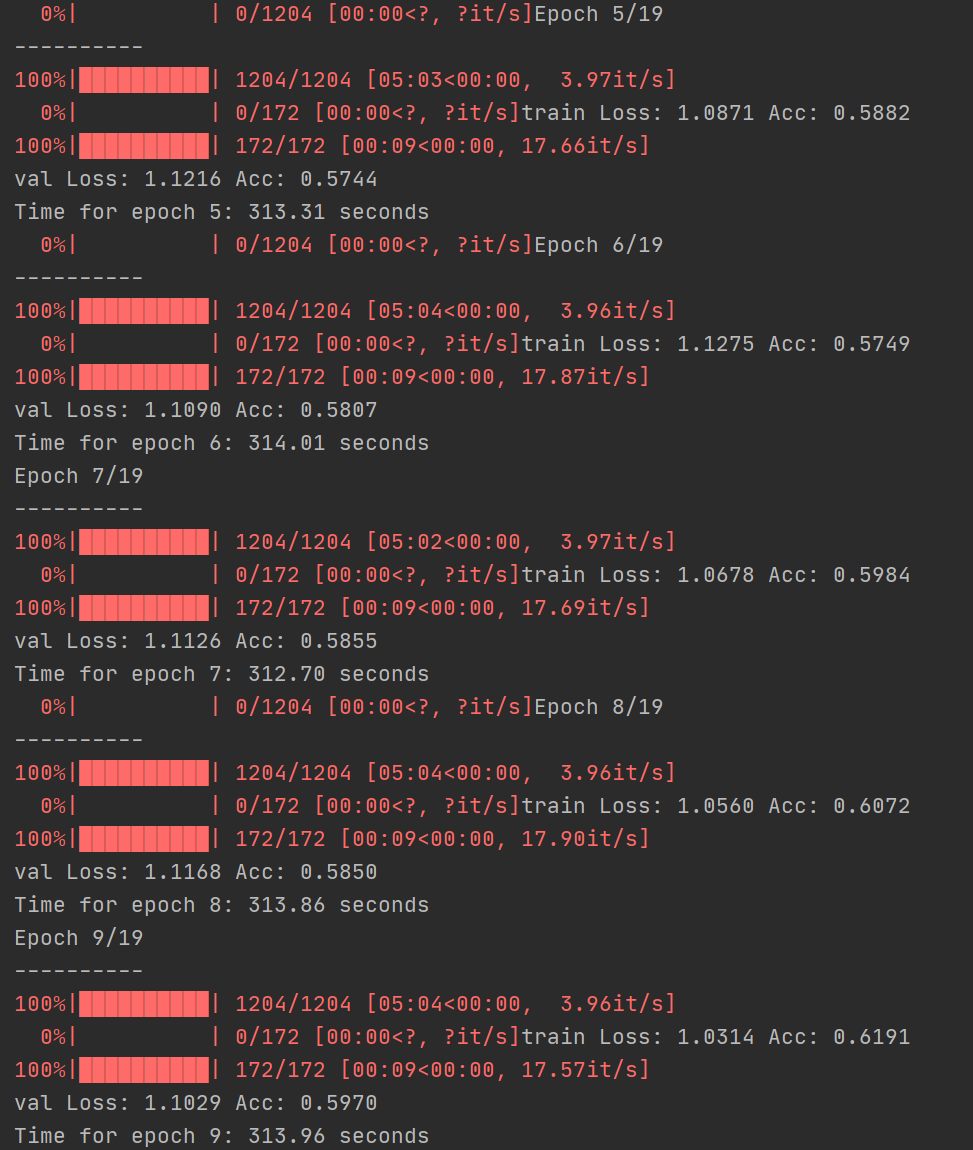 0%|          | 0/1204 [00:00<?, ?it/s]Epoch 5/19
----------
100%|██████████| 1204/1204 [05:03<00:00,  3.97it/s]
0%|          | 0/172 [00:00<?, ?it/s]train Loss: 1.0871 Acc: 0.5882
100%|██████████| 172/172 [00:09<00:00, 17.66it/s]
val Loss: 1.1216 Acc: 0.5744
Time for epoch 5: 313.31 seconds
0%|          | 0/1204 [00:00<?, ?it/s]Epoch 6/19
----------
100%|██████████| 1204/1204 [05:04<00:00,  3.96it/s]
0%|          | 0/172 [00:00<?, ?it/s]train Loss: 1.1275 Acc: 0.5749
100%|██████████| 172/172 [00:09<00:00, 17.87it/s]
val Loss: 1.1090 Acc: 0.5807
Time for epoch 6: 314.01 seconds
Epoch 7/19
----------
100%|██████████| 1204/1204 [05:02<00:00,  3.97it/s]
0%|          | 0/172 [00:00<?, ?it/s]train Loss: 1.0678 Acc: 0.5984
100%|██████████| 172/172 [00:09<00:00, 17.69it/s]
val Loss: 1.1126 Acc: 0.5855
Time for epoch 7: 312.70 seconds
0%|          | 0/1204 [00:00<?, ?it/s]Epoch 8/19
----------
100%|██████████| 1204/1204 [05:04<00:00,  3.96it/s]
0%|          | 0/172 [00:00<?, ?it/s]train Loss: 1.0560 Acc: 0.6072
100%|██████████| 172/172 [00:09<00:00, 17.90it/s]
val Loss: 1.1168 Acc: 0.5850
Time for epoch 8: 313.86 seconds
Epoch 9/19
----------
100%|██████████| 1204/1204 [05:04<00:00,  3.96it/s]
0%|          | 0/172 [00:00<?, ?it/s]train Loss: 1.0314 Acc: 0.6191
100%|██████████| 172/172 [00:09<00:00, 17.57it/s]
val Loss: 1.1029 Acc: 0.5970
Time for epoch 9: 313.96 seconds